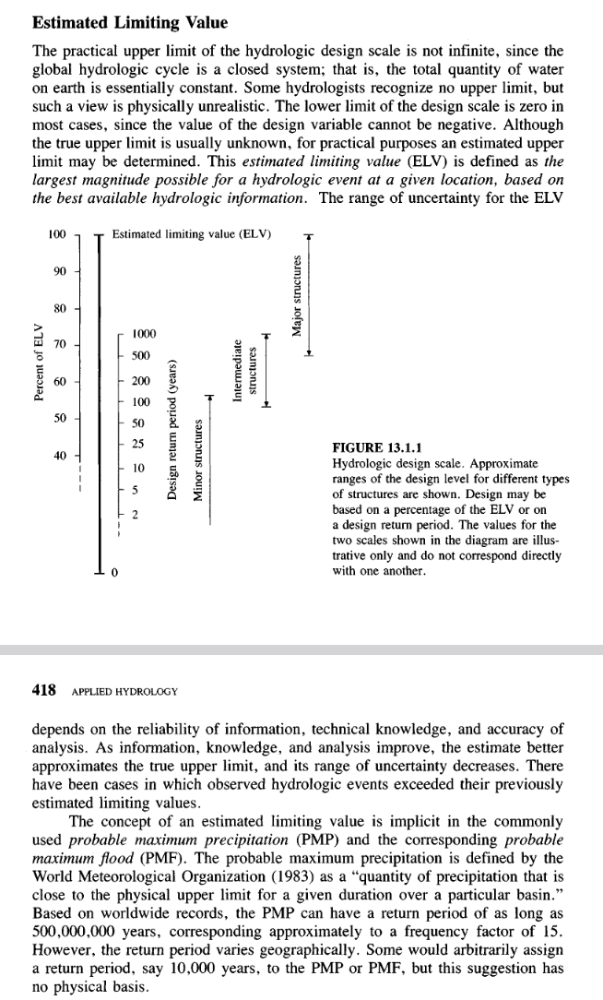 Estimated Limiting Value
The practical upper limit of the hydrologic design scale is not infinite, since the
global hydrologic cycle is a closed system; that is, the total quantity of water
on earth is essentially constant. Some hydrologists recognize no upper limit, but
such a view is physically unrealistic. The lower limit of the design scale is zero in
most cases, since the value of the design variable cannot be negative. Although
the true upper limit is usually unknown, for practical purposes an estimated upper
limit may be determined. This estimated limiting value (ELV) is defined as the
largest magnitude possible for a hydrologic event at a given location, based on
the best available hydrologic information. The range of uncertainty for the ELV
Percent of ELV
100
90
80
70
60
50
40
Estimated limiting value (ELV)
0
1000
500
200
100
50
25
10
5
2
Design return period (years)
Minor structures
Intermediate
structures
Major structures
FIGURE 13.1.1
Hydrologic design scale. Approximate
ranges of the design level for different types
of structures are shown. Design may be
based on a percentage of the ELV or on
a design return period. The values for the
two scales shown in the diagram are illus-
trative only and do not correspond directly
with one another.
418 APPLIED HYDROLOGY
depends on the reliability of information, technical knowledge, and accuracy of
analysis. As information, knowledge, and analysis improve, the estimate better
approximates the true upper limit, and its range of uncertainty decreases. There
have been cases in which observed hydrologic events exceeded their previously
estimated limiting values.
The concept of an estimated limiting value is implicit in the commonly
used probable maximum precipitation (PMP) and the corresponding probable
maximum flood (PMF). The probable maximum precipitation is defined by the
World Meteorological Organization (1983) as a “quantity of precipitation that is
close to the physical upper limit for a given duration over a particular basin.”
Based on worldwide records, the PMP can have a return period of as long as
500,000,000 years, corresponding approximately to a frequency factor of 15.
However, the return period varies geographically. Some would arbitrarily assign
a return period, say 10,000 years, to the PMP or PMF, but this suggestion has
no physical basis.